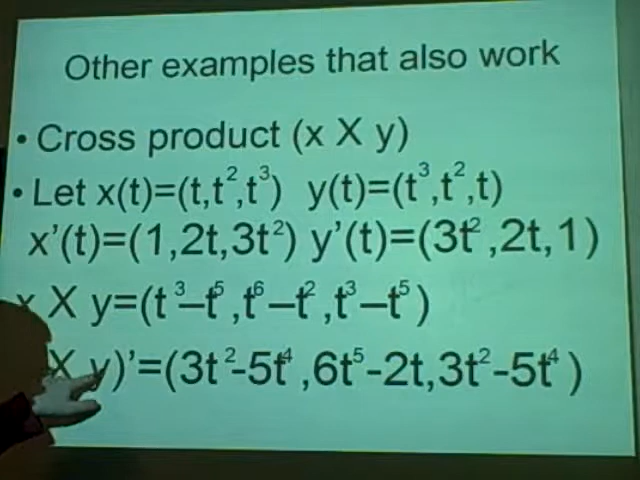 Other examples that also work
• Cross product (x X y)
• Let x(t)=(t,t²,t³) y(t)=(t³,t²,t)
x'(t)=(1,2t,3t²) y'(t)=(3t²,2t,1)
x X y=(t³–t⁵,t⁶–t²,t³–t⁵)
X y)'=(3t²-5t⁴,6t⁵-2t,3t²-5t⁴)